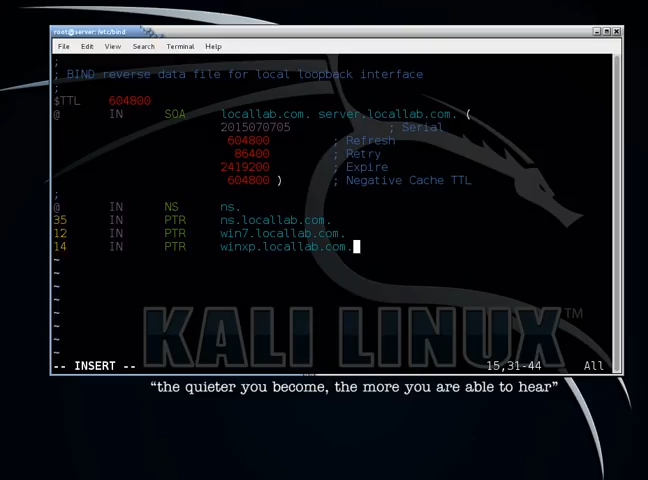 root@server: /etc/bind
File Edit View Search Terminal Help
;
; BIND reverse data file for local loopback interface
;
$TTL 604800
@ IN SOA locallab.com. server.locallab.com. (
2015070705 ; Serial
604800 ; Refresh
86400 ; Retry
2419200 ; Expire
604800 ) ; Negative Cache TTL
;
@ IN NS ns.
35 IN PTR ns.locallab.com.
12 IN PTR win7.locallab.com.
14 IN PTR winxp.locallab.com.
~
~
~
~
~
~
~
~
-- INSERT -- 15,31-44 All
KALI LINUX ™
“the quieter you become, the more you are able to hear”